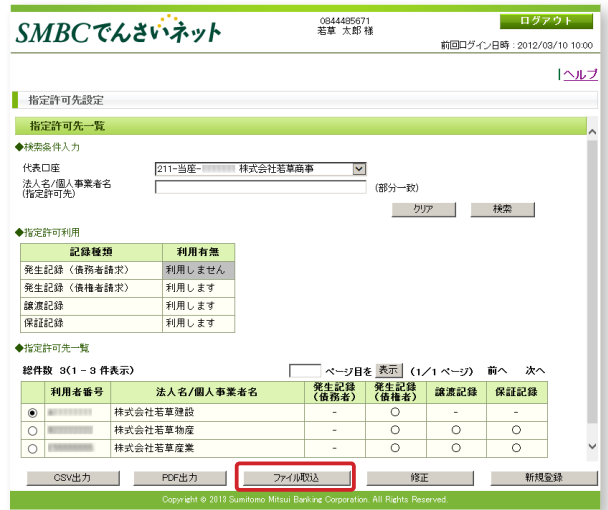 SMBCでんさいネット
0844485671
若草 太郎 様
ログアウト
前回ログイン日時：2012/03/10 10:00
ヘルプ
指定許可先設定
指定許可先一覧
◆検索条件入力
代表口座 211-当座- 株式会社若草商事
法人名/個人事業者名
(指定許可先) (部分一致)
クリア 検索
◆指定許可利用
記録種類 利用有無
発生記録（債務者請求） 利用しません
発生記録（債権者請求） 利用します
譲渡記録 利用します
保証記録 利用します
◆指定許可先一覧
総件数 3(1 - 3 件表示) ページ目を 表示 (1/1 ページ) 前へ 次へ
利用者番号 法人名/個人事業者名 発生記録(債務者) 発生記録(債権者) 譲渡記録 保証記録
株式会社若草建設 - ○ - -
株式会社若草物産 - ○ ○ ○
株式会社若草産業 - ○ ○ ○
CSV出力 PDF出力 ファイル取込 修正 新規登録
Copyright © 2013 Sumitomo Mitsui Banking Corporation. All Rights Reserved.